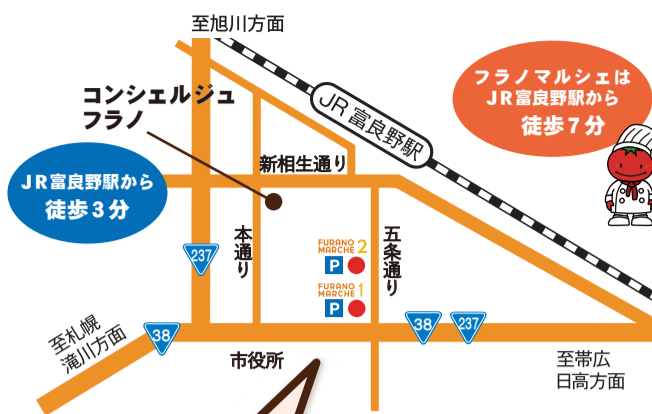 至旭川方面
コンシェルジュ
フラノ
JR富良野駅
フラノマルシェは
JR富良野駅から
徒歩7分
新相生通り
JR富良野駅から
徒歩3分
本通り
五条通り
237
FURANO
MARCHE 2
P
FURANO
MARCHE 1
P
38
38
237
至札幌
滝川方面
市役所
至帯広
日高方面